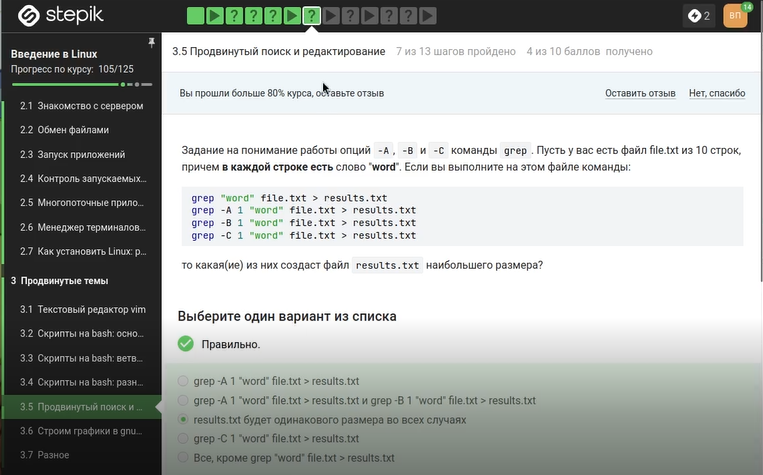 stepik
2
ВП
14
Введение в Linux
Прогресс по курсу: 105/125
2.1 Знакомство с сервером
2.2 Обмен файлами
2.3 Запуск приложений
2.4 Контроль запускаемых...
2.5 Многопоточные прило...
2.6 Менеджер терминалов...
2.7 Как установить Linux: р...
3 Продвинутые темы
3.1 Текстовый редактор vim
3.2 Скрипты на bash: осно...
3.3 Скрипты на bash: ветв...
3.4 Скрипты на bash: разн...
3.5 Продвинутый поиск и ...
3.6 Строим графики в gnu...
3.7 Разное
3.5 Продвинутый поиск и редактирование 7 из 13 шагов пройдено 4 из 10 баллов получено
Вы прошли больше 80% курса, оставьте отзыв Оставить отзыв Нет, спасибо
Задание на понимание работы опций -A, -B и -C команды grep. Пусть у вас есть файл file.txt из 10 строк,
причем в каждой строке есть слово "word". Если вы выполните на этом файле команды:
grep "word" file.txt > results.txt
grep -A 1 "word" file.txt > results.txt
grep -B 1 "word" file.txt > results.txt
grep -C 1 "word" file.txt > results.txt
то какая(ие) из них создаст файл results.txt наибольшего размера?
Выберите один вариант из списка
Правильно.
grep -A 1 "word" file.txt > results.txt
grep -A 1 "word" file.txt > results.txt и grep -B 1 "word" file.txt > results.txt
results.txt будет одинакового размера во всех случаях
grep -C 1 "word" file.txt > results.txt
Все, кроме grep "word" file.txt > results.txt